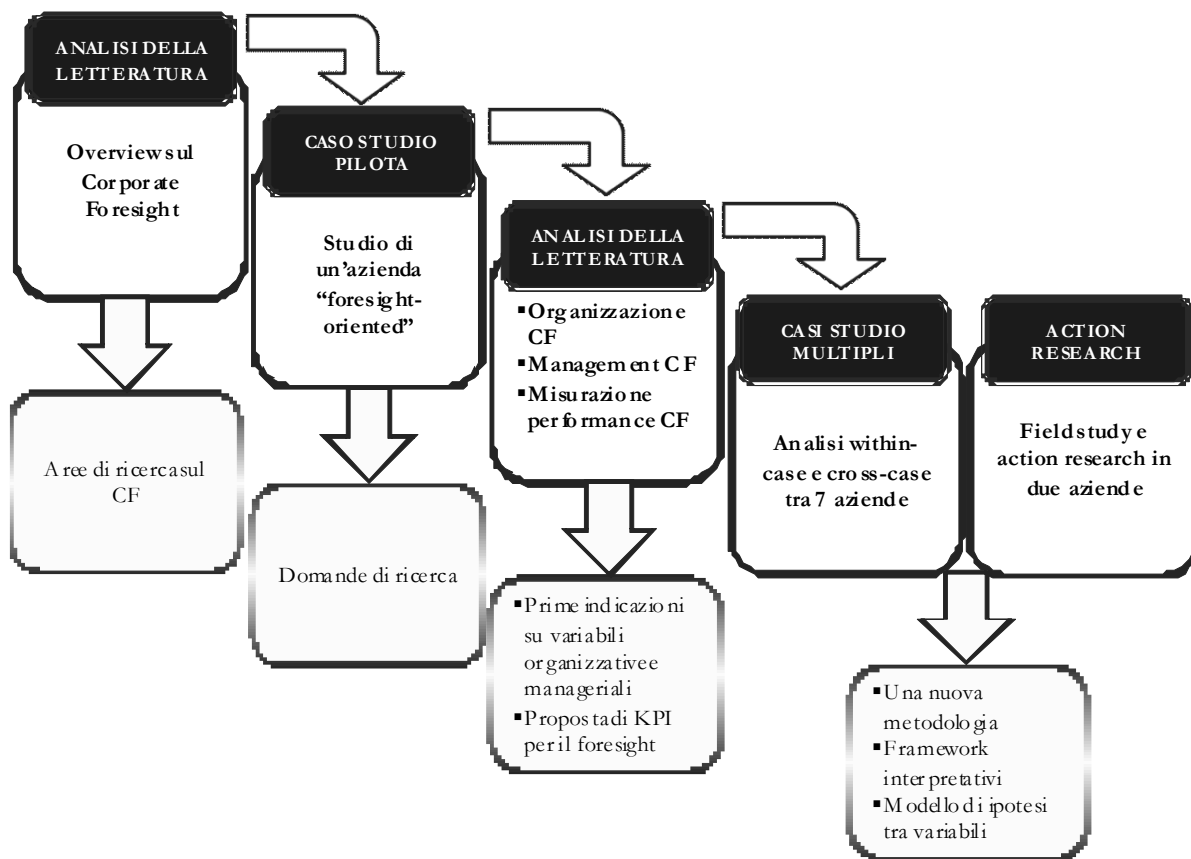 ANALISI DELLA
LETTERATURA
Overview sul
Corporate
Foresight
Aree di ricerca sul
CF
CASO STUDIO
PILOTA
Studio di
un’azienda
“foresight-
oriented”
Domande di ricerca
ANALISI DELLA
LETTERATURA
▪Organizzazione
CF
▪Management CF
▪Misurazione
performance CF
▪Prime indicazioni
su variabili
organizzative e
manageriali
▪Proposta di KPI
per il foresight
CASI STUDIO
MULTIPLI
Analisi within-
case e cross-case
tra 7 aziende
ACTION
RESEARCH
Field study e
action research in
due aziende
▪Una nuova
metodologia
▪Framework
interpretativi
▪Modello di ipotesi
tra variabili